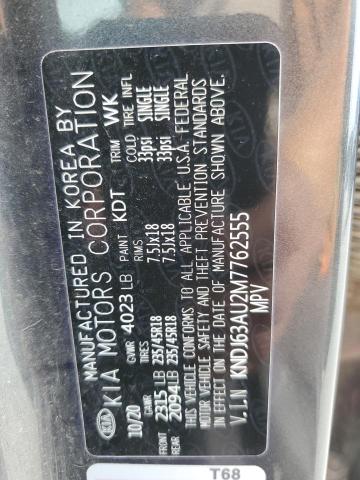 MANUFACTURED IN KOREA BY
KIA KIA MOTORS CORPORATION
10/20 GVWR 4023 LB PAINT KDT TRIM WK
GAWR TIRES RIMS COLD TIRE INFL
FRONT 2315 LB 235/45R18 7.5Jx18 33psi SINGLE
REAR 2094LB 235/45R18 7.5Jx18 33psi SINGLE
THIS VEHICLE CONFORMS TO ALL APPLICABLE U.S.A. FEDERAL
MOTOR VEHICLE SAFETY AND THEFT PREVENTION STANDARDS
IN EFFECT ON THE DATE OF MANUFACTURE SHOWN ABOVE.
V.I.N KNDJ63AU2M7762555
MPV
T68